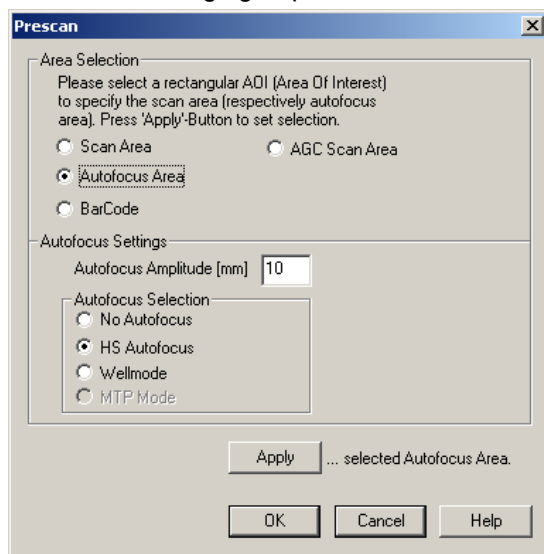 Prescan
Area Selection
Please select a rectangular AOI (Area Of Interest)
to specify the scan area (respectively autofocus
area). Press 'Apply'-Button to set selection.
Scan Area
AGC Scan Area
Autofocus Area
BarCode
Autofocus Settings
Autofocus Amplitude [mm] 10
Autofocus Selection
No Autofocus
HS Autofocus
Wellmode
MTP Mode
Apply ... selected Autofocus Area.
OK Cancel Help